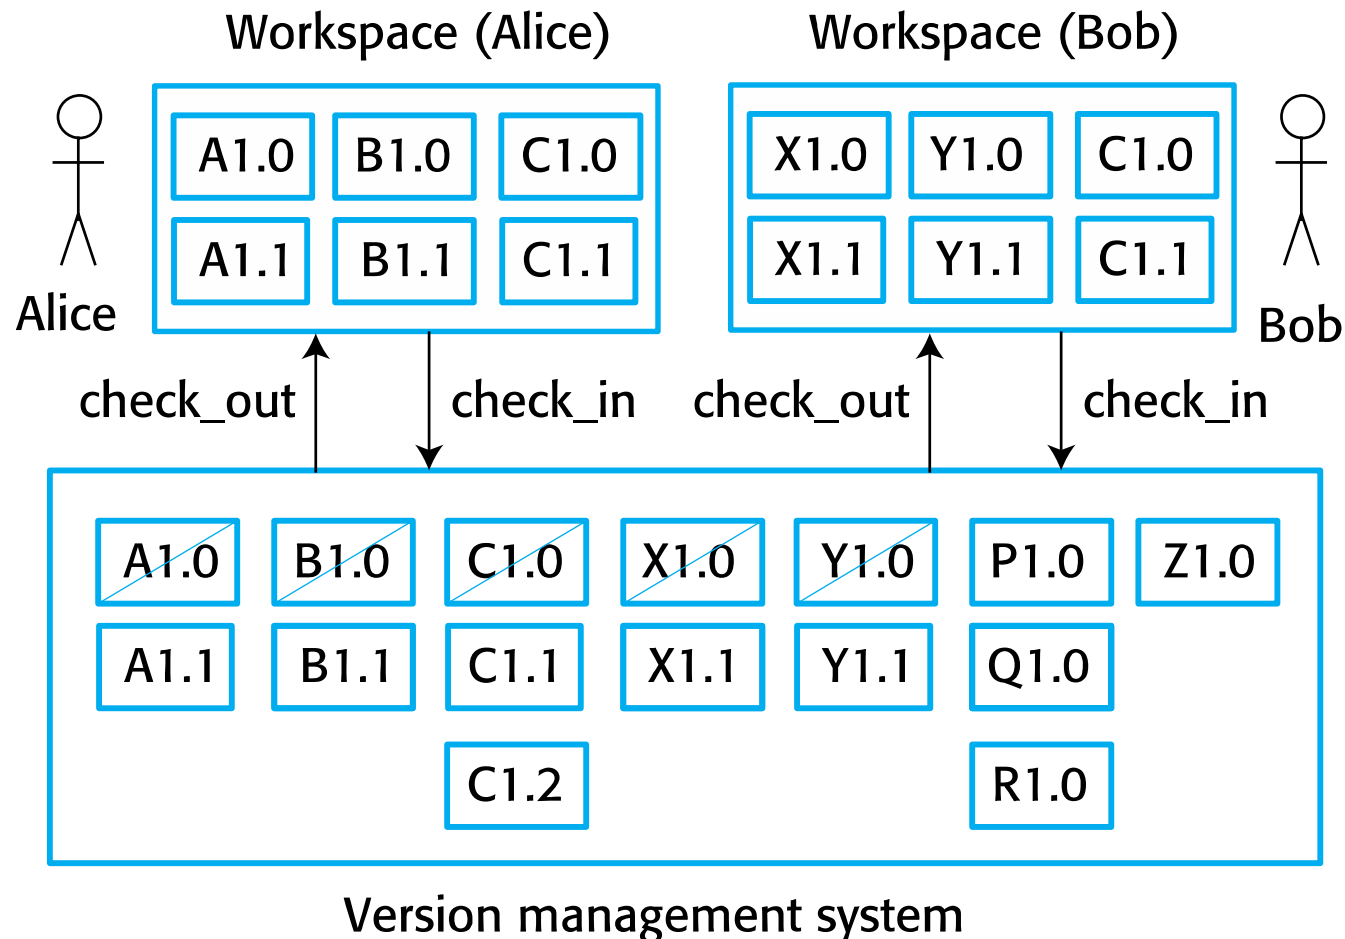 Workspace (Alice)
Workspace (Bob)
A1.0 B1.0 C1.0
A1.1 B1.1 C1.1
Alice
X1.0 Y1.0 C1.0
X1.1 Y1.1 C1.1
Bob
check_out check_in
check_out check_in
A1.0 B1.0 C1.0 X1.0 Y1.0 P1.0 Z1.0
A1.1 B1.1 C1.1 X1.1 Y1.1 Q1.0
C1.2 R1.0
Version management system